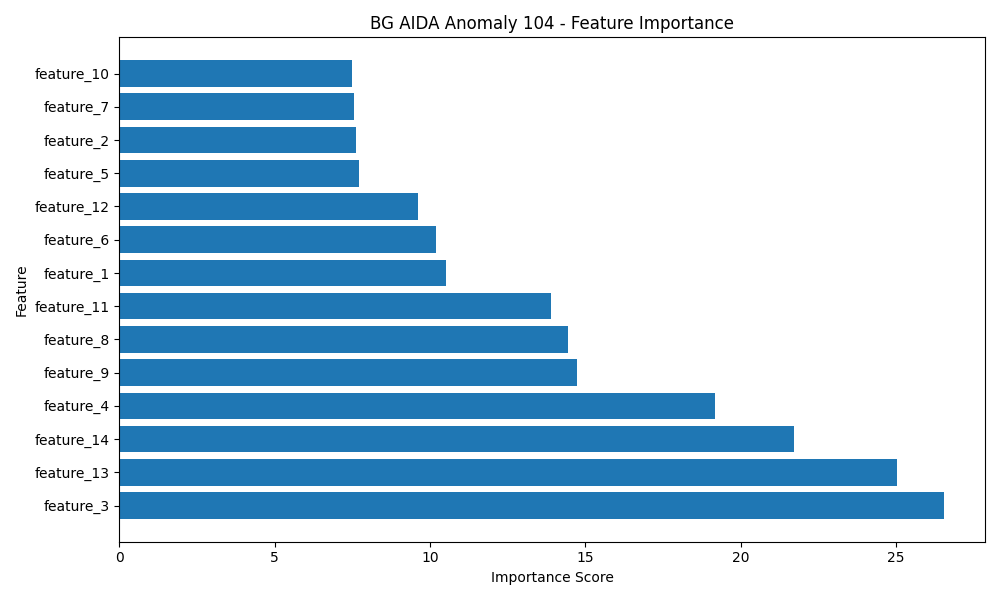 BG AIDA Anomaly 104 - Feature Importance
feature_10
feature_7
feature_2
feature_5
feature_12
feature_6
feature_1
feature_11
feature_8
feature_9
feature_4
feature_14
feature_13
feature_3
Feature
0 5 10 15 20 25
Importance Score